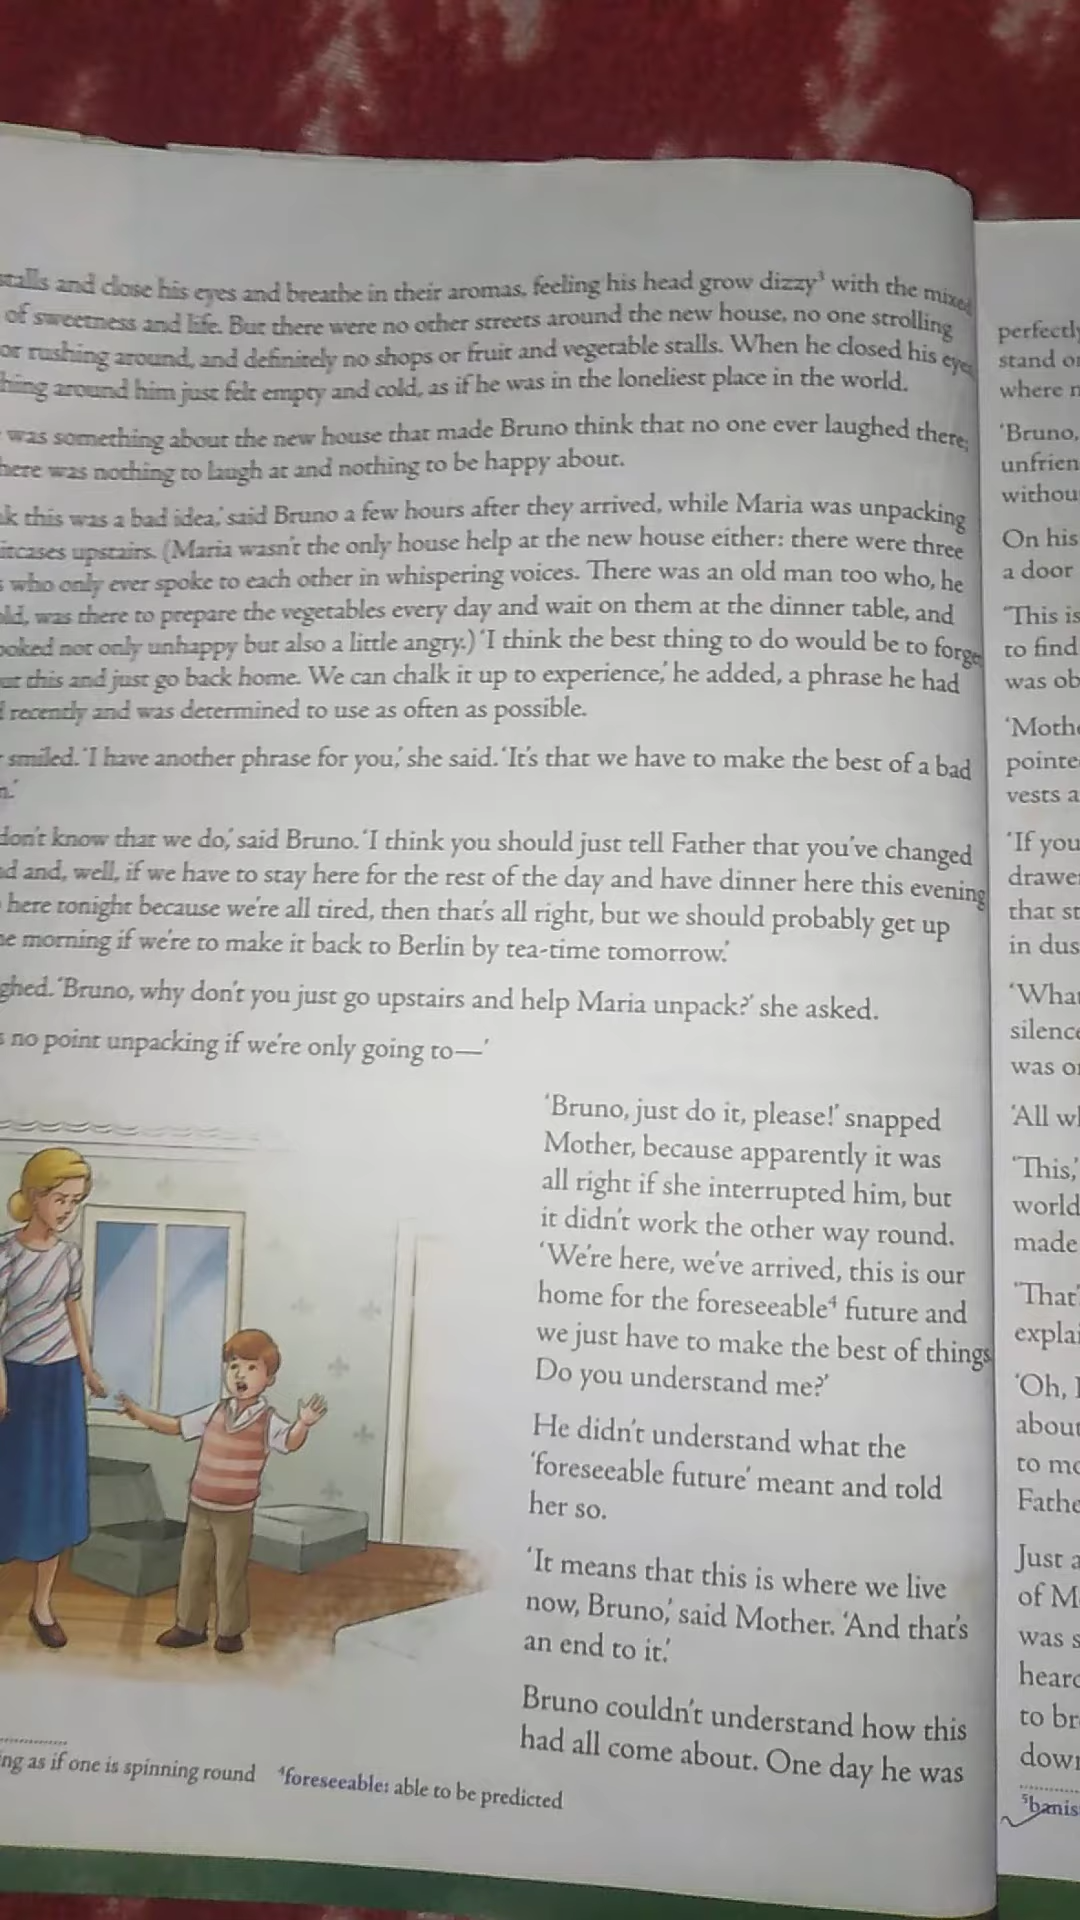 stalls and close his eyes and breathe in their aromas, feeling his head grow dizzy³ with the mixed
of sweetness and life. But there were no other streets around the new house, no one strolling
or rushing around, and definitely no shops or fruit and vegetable stalls. When he closed his eyes
around him just felt empty and cold, as if he was in the loneliest place in the world.
was something about the new house that made Bruno think that no one ever laughed there;
here was nothing to laugh at and nothing to be happy about.
this was a bad idea,' said Bruno a few hours after they arrived, while Maria was unpacking
upstairs. (Maria wasn't the only house help at the new house either: there were three
who only ever spoke to each other in whispering voices. There was an old man too who, he
was there to prepare the vegetables every day and wait on them at the dinner table, and
not only unhappy but also a little angry.) 'I think the best thing to do would be to forget
this and just go back home. We can chalk it up to experience,' he added, a phrase he had
recently and was determined to use as often as possible.
smiled. 'I have another phrase for you,' she said. 'It's that we have to make the best of a bad
don't know that we do,' said Bruno. 'I think you should just tell Father that you've changed
and, well, if we have to stay here for the rest of the day and have dinner here this evening
here tonight because we're all tired, then that's all right, but we should probably get up
morning if we're to make it back to Berlin by tea-time tomorrow.'
'Bruno, why don't you just go upstairs and help Maria unpack?' she asked.
no point unpacking if we're only going to—'
'Bruno, just do it, please!' snapped
Mother, because apparently it was
all right if she interrupted him, but
it didn't work the other way round.
'We're here, we've arrived, this is our
home for the foreseeable⁴ future and
we just have to make the best of things
Do you understand me?'
He didn't understand what the
'foreseeable future' meant and told
her so.
'It means that this is where we live
now, Bruno,' said Mother. 'And that's
an end to it.'
Bruno couldn't understand how this
had all come about. One day he was
as if one is spinning round ⁴foreseeable: able to be predicted
perfectly
stand
where
'Bruno,
On his
a door
'This is
to find
was
pointe
vests
'If you
that
in
'What
silence
was
'All
'This,'
world
made
'That'
'Oh,
about
to
Just
of
was
heard
to
down